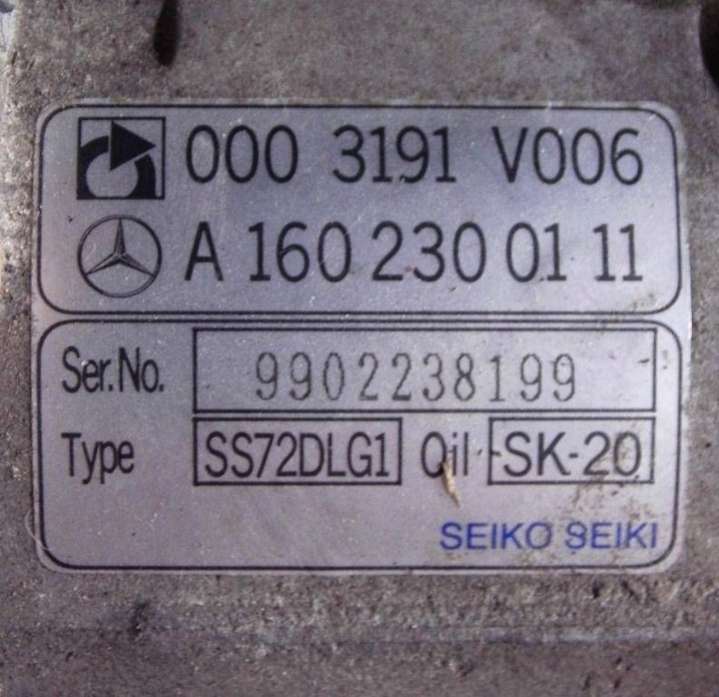 000 3191 V006
A 160 230 01 11
Ser.No. 9902238199
Type SS72DLG1 Oil SK-20
SEIKO SEIKI